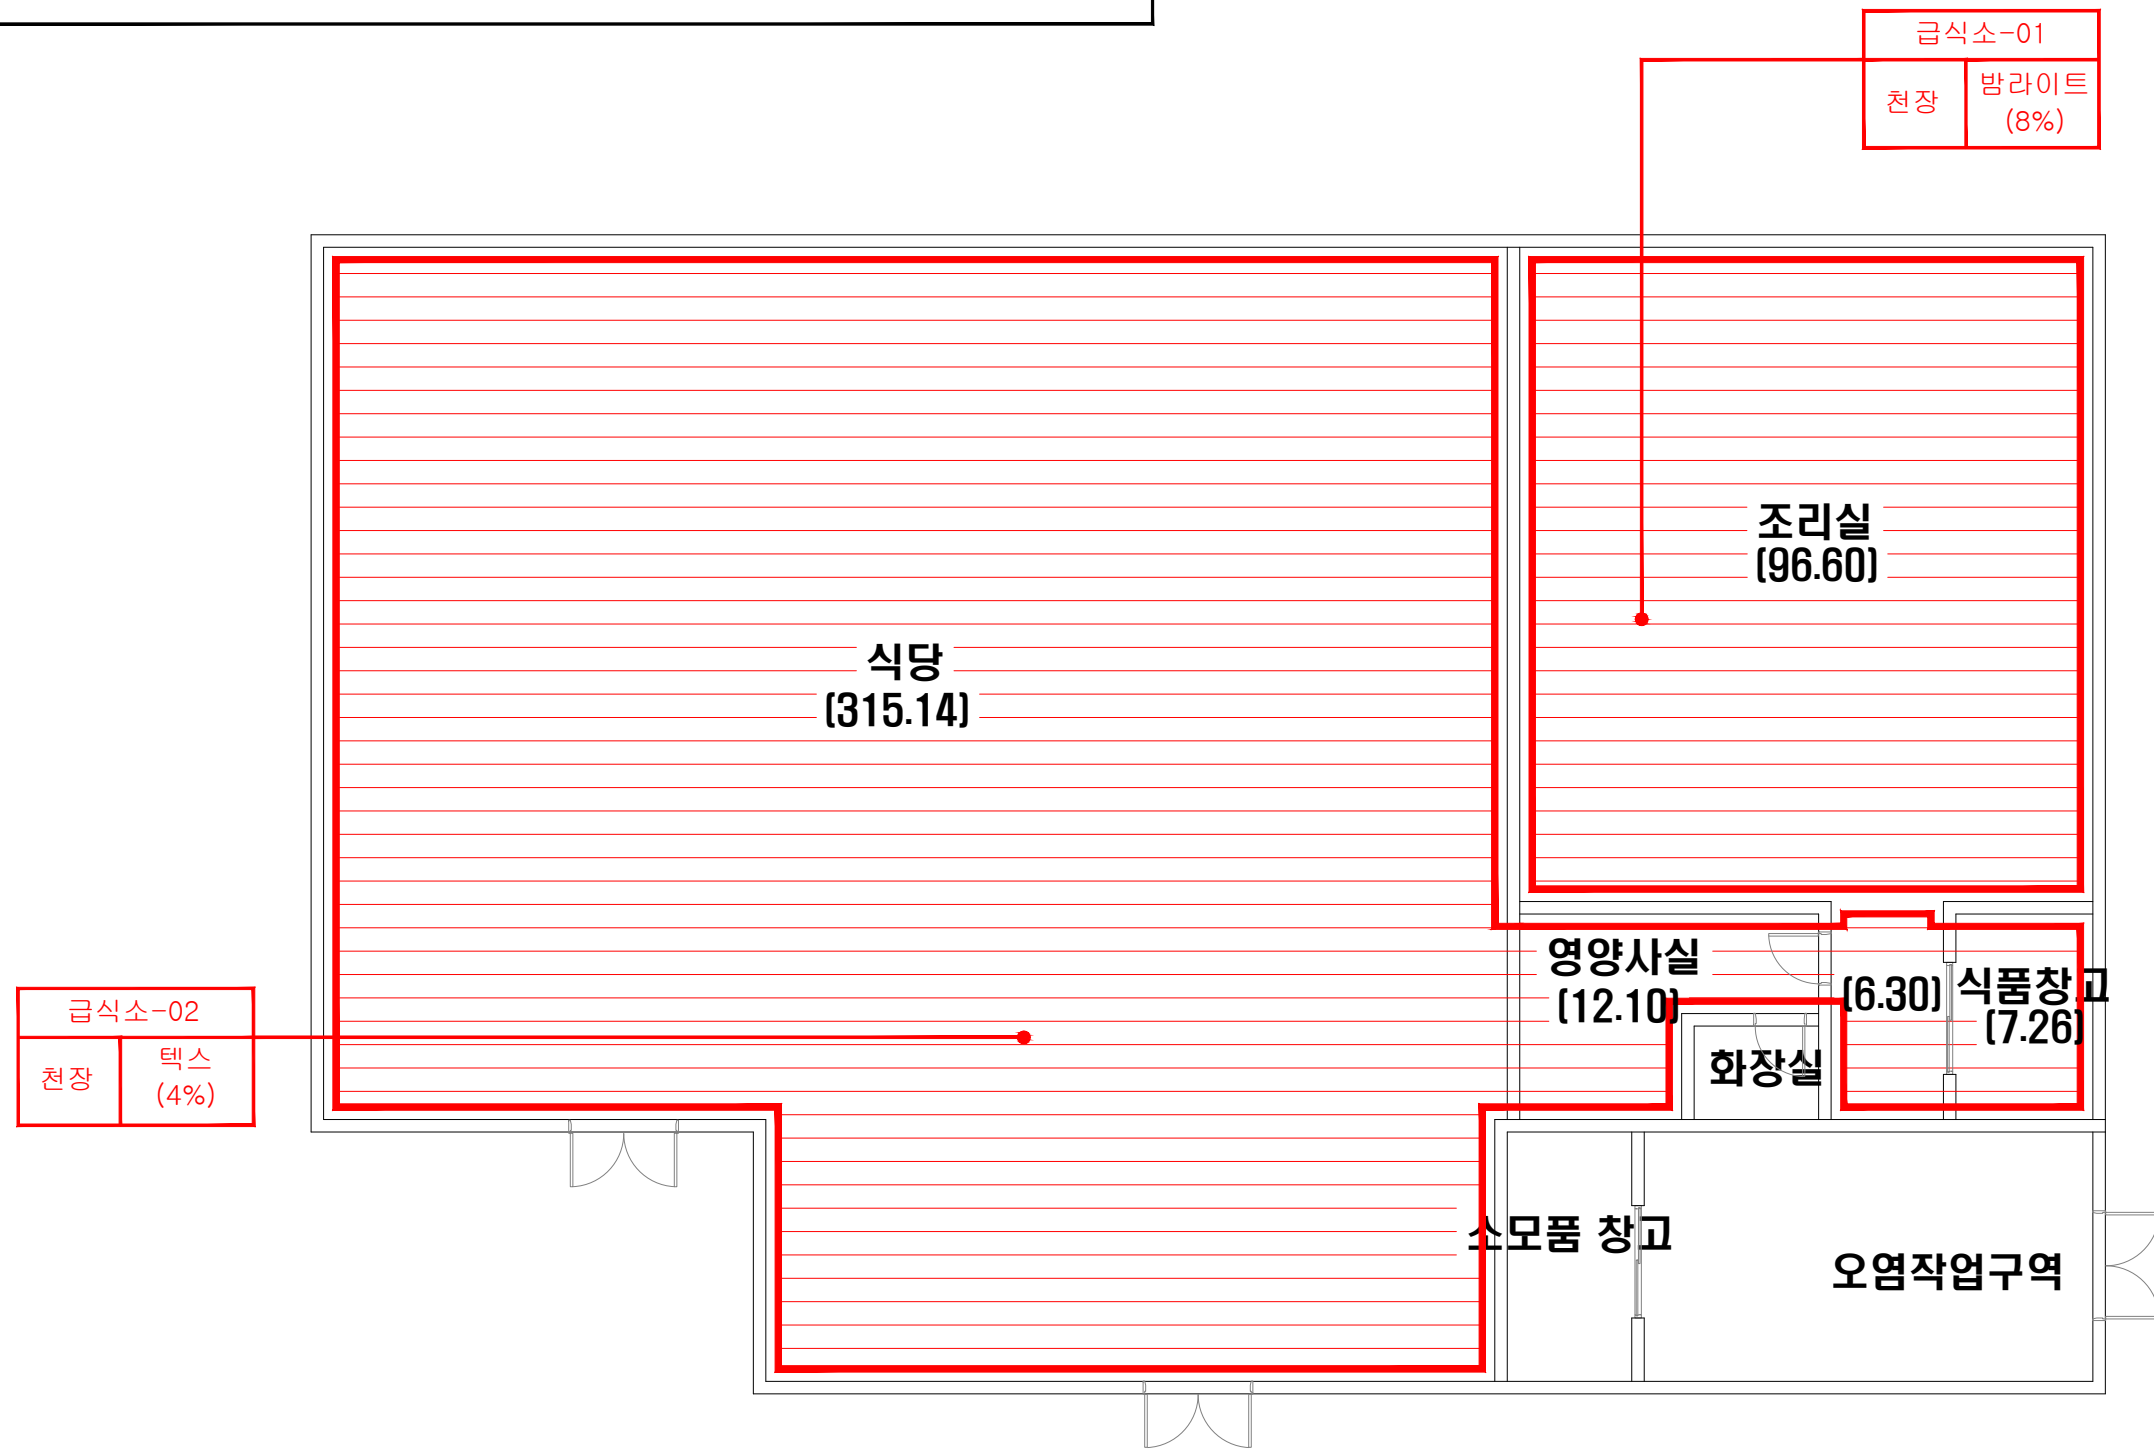 급식소-01
천장
밤라이트
(8%)
조리실
(96.60)
식당
(315.14)
영양사실
(12.10)
(6.30)
식품창고
(7.26)
급식소-02
천장
텍스
(4%)
화장실
소모품 창고
오염작업구역